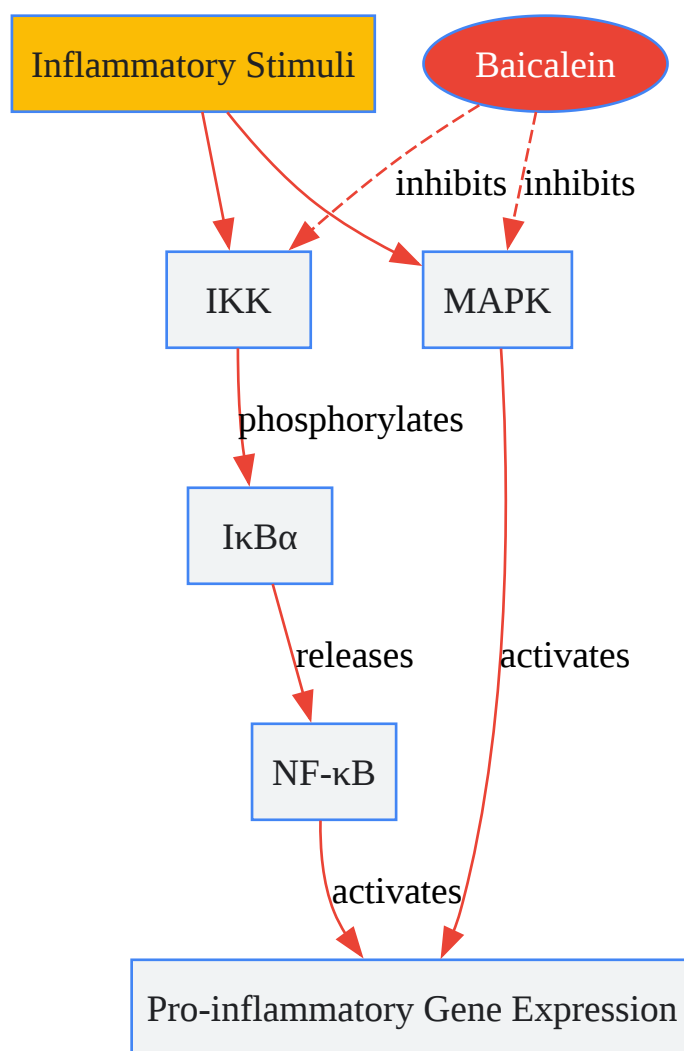 Inflammatory Stimuli
Baicalein
inhibits
inhibits
IKK
MAPK
phosphorylates
IκBα
releases
activates
NF-κB
activates
Pro-inflammatory Gene Expression